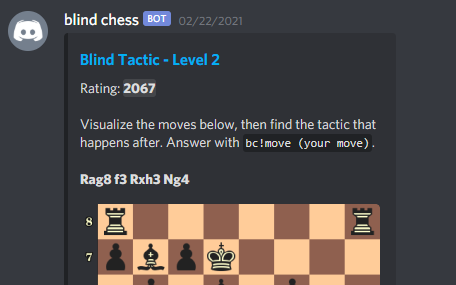 blind chess BOT 02/22/2021
Blind Tactic - Level 2
Rating: 2067
Visualize the moves below, then find the tactic that
happens after. Answer with bc!move (your move).
Rag8 f3 Rxh3 Ng4
8
7